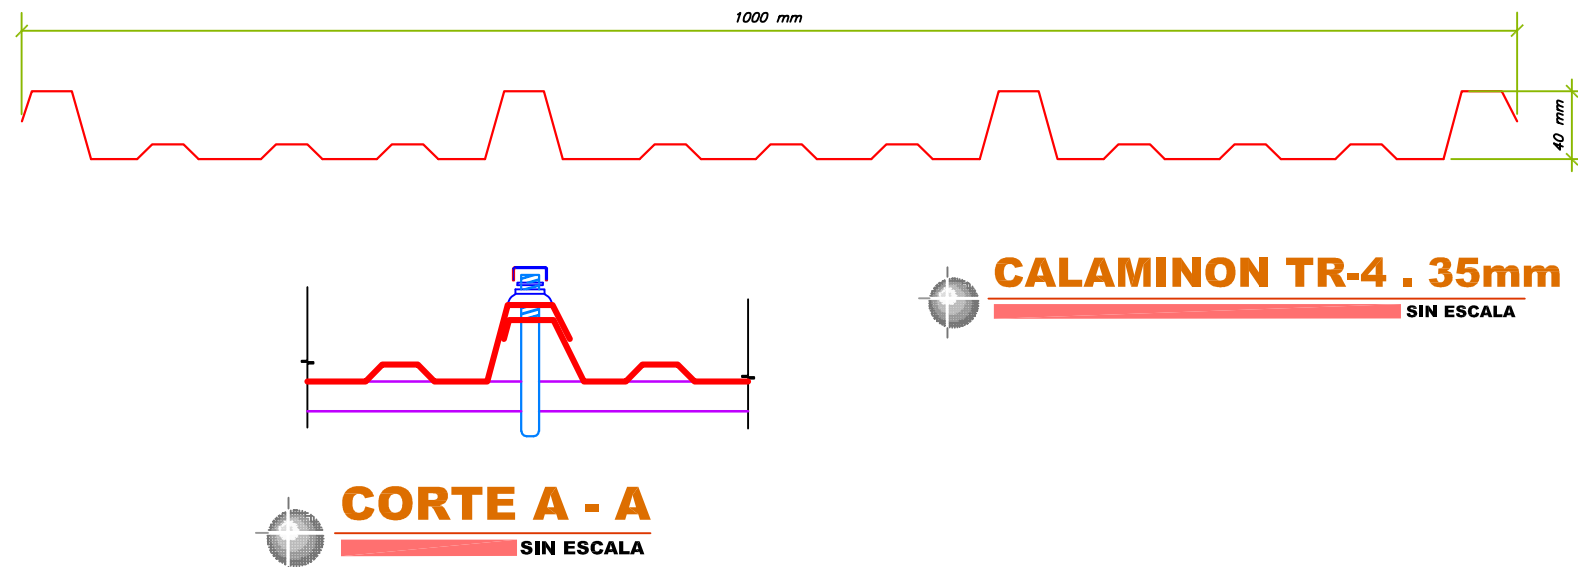 1000 mm
40 mm
CALAMINON TR-4 . 35mm
SIN ESCALA
CORTE A - A
SIN ESCALA